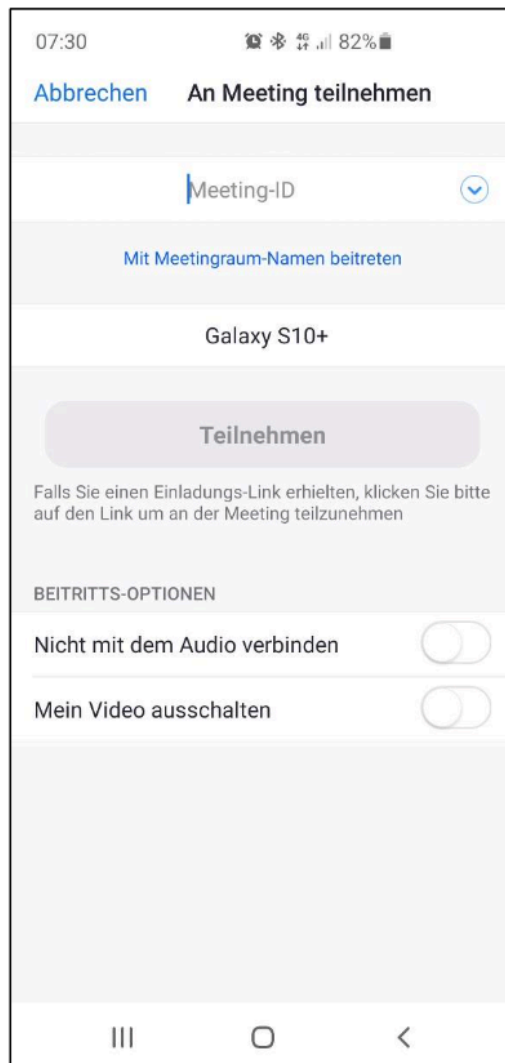 07:30 4G 82%
Abbrechen An Meeting teilnehmen
Meeting-ID
Mit Meetingraum-Namen beitreten
Galaxy S10+
Teilnehmen
Falls Sie einen Einladungs-Link erhielten, klicken Sie bitte
auf den Link um an der Meeting teilzunehmen
BEITRITTS-OPTIONEN
Nicht mit dem Audio verbinden
Mein Video ausschalten